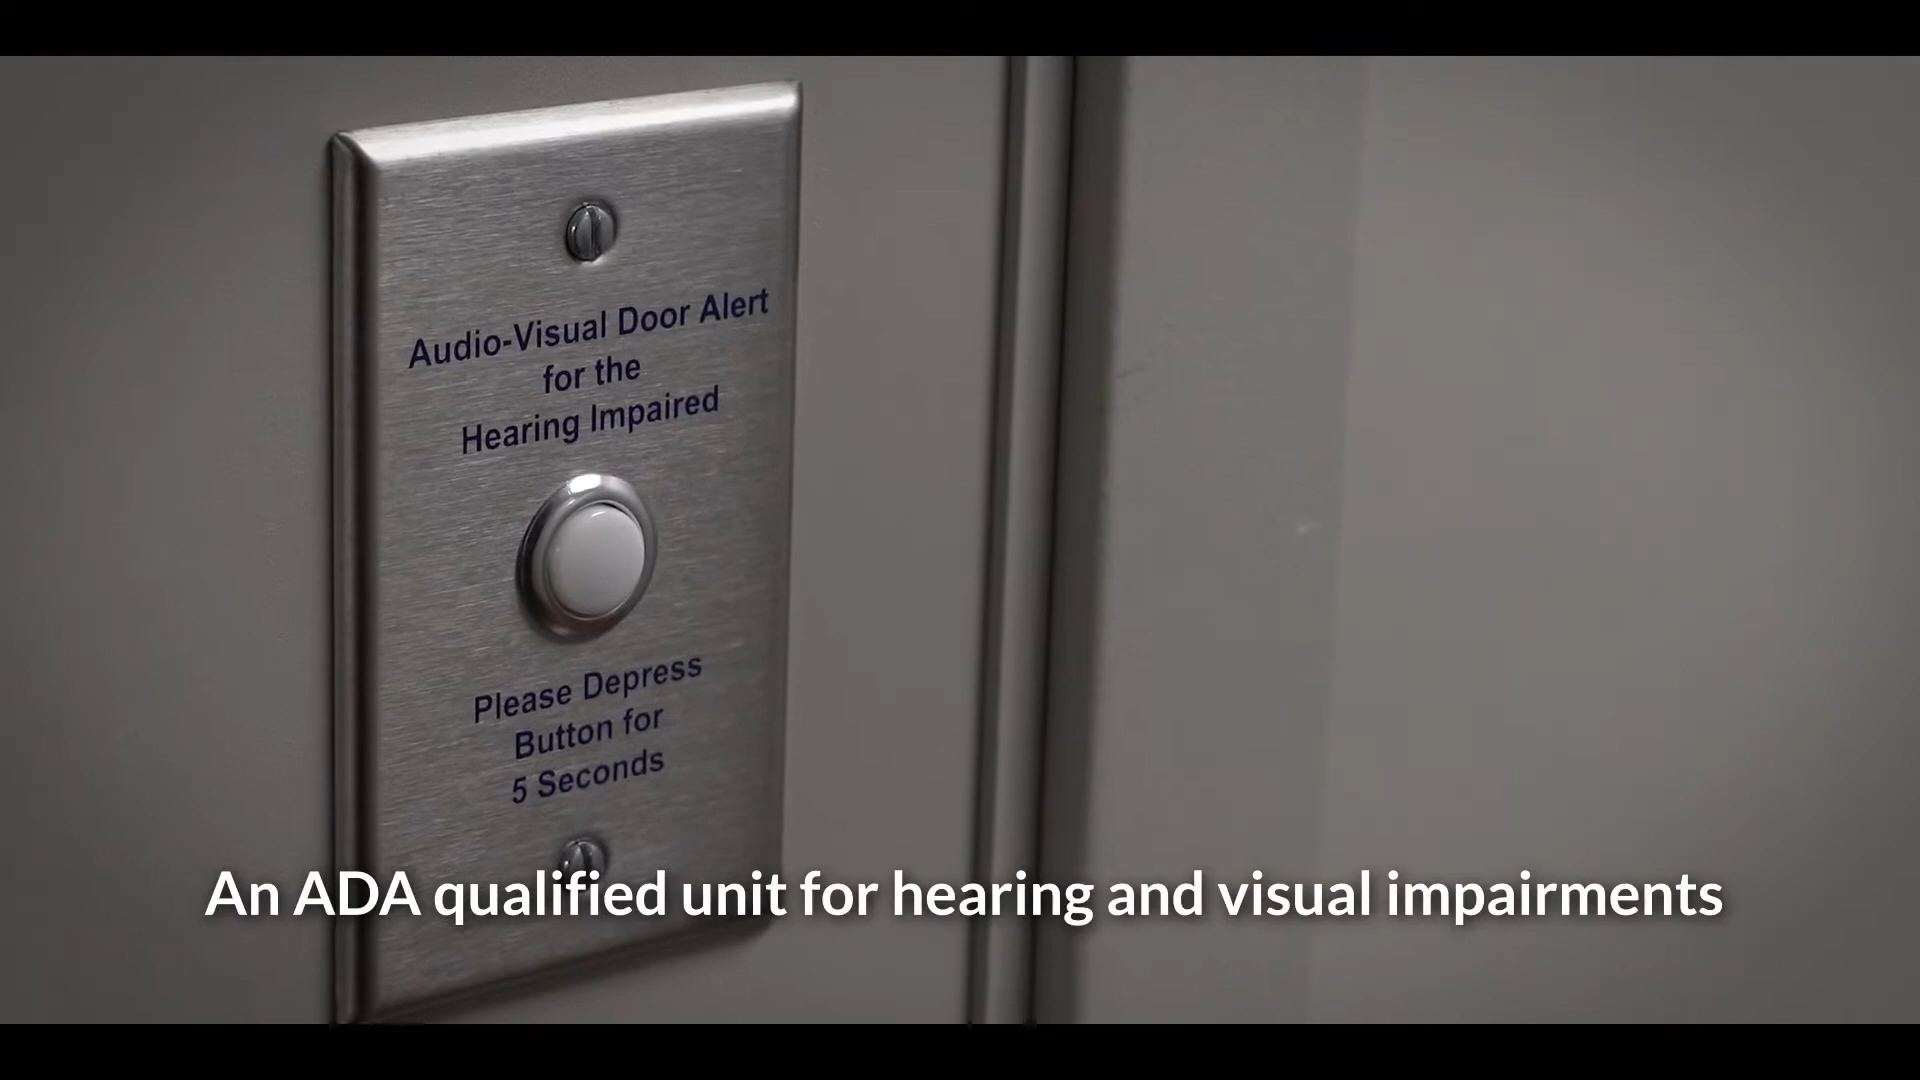 Audio-Visual Door Alert
for the
Hearing Impaired
Please Depress
Button for
5 Seconds
An ADA qualified unit for hearing and visual impairments